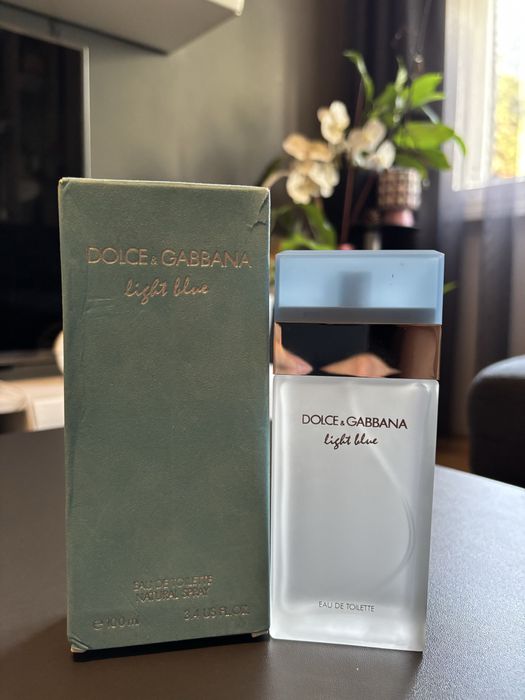 DOLCE & GABBANA
light blue
EAU DE TOILETTE
NATURAL SPRAY
℮ 100 ml 3.4 US FL.OZ.
DOLCE & GABBANA
light blue
EAU DE TOILETTE